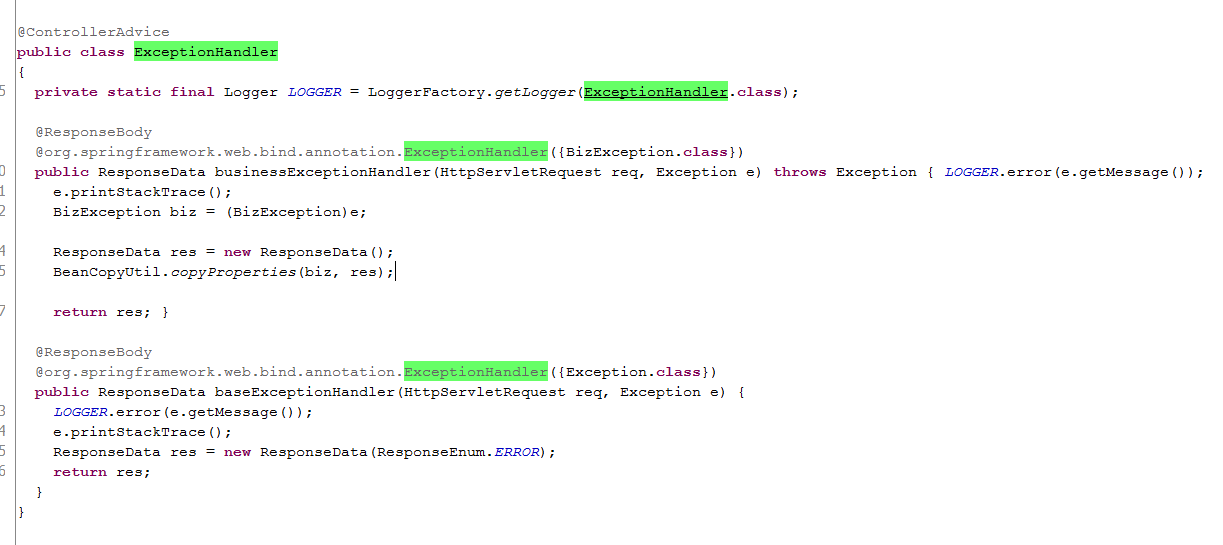 @ControllerAdvice
public class ExceptionHandler
{
5 private static final Logger LOGGER = LoggerFactory.getLogger(ExceptionHandler.class);
@ResponseBody
@org.springframework.web.bind.annotation.ExceptionHandler({BizException.class})
0 public ResponseData businessExceptionHandler(HttpServletRequest req, Exception e) throws Exception { LOGGER.error(e.getMessage());
1 e.printStackTrace();
2 BizException biz = (BizException)e;
4 ResponseData res = new ResponseData();
5 BeanCopyUtil.copyProperties(biz, res);
7 return res; }
@ResponseBody
@org.springframework.web.bind.annotation.ExceptionHandler({Exception.class})
public ResponseData baseExceptionHandler(HttpServletRequest req, Exception e) {
3 LOGGER.error(e.getMessage());
4 e.printStackTrace();
5 ResponseData res = new ResponseData(ResponseEnum.ERROR);
6 return res;
}
}